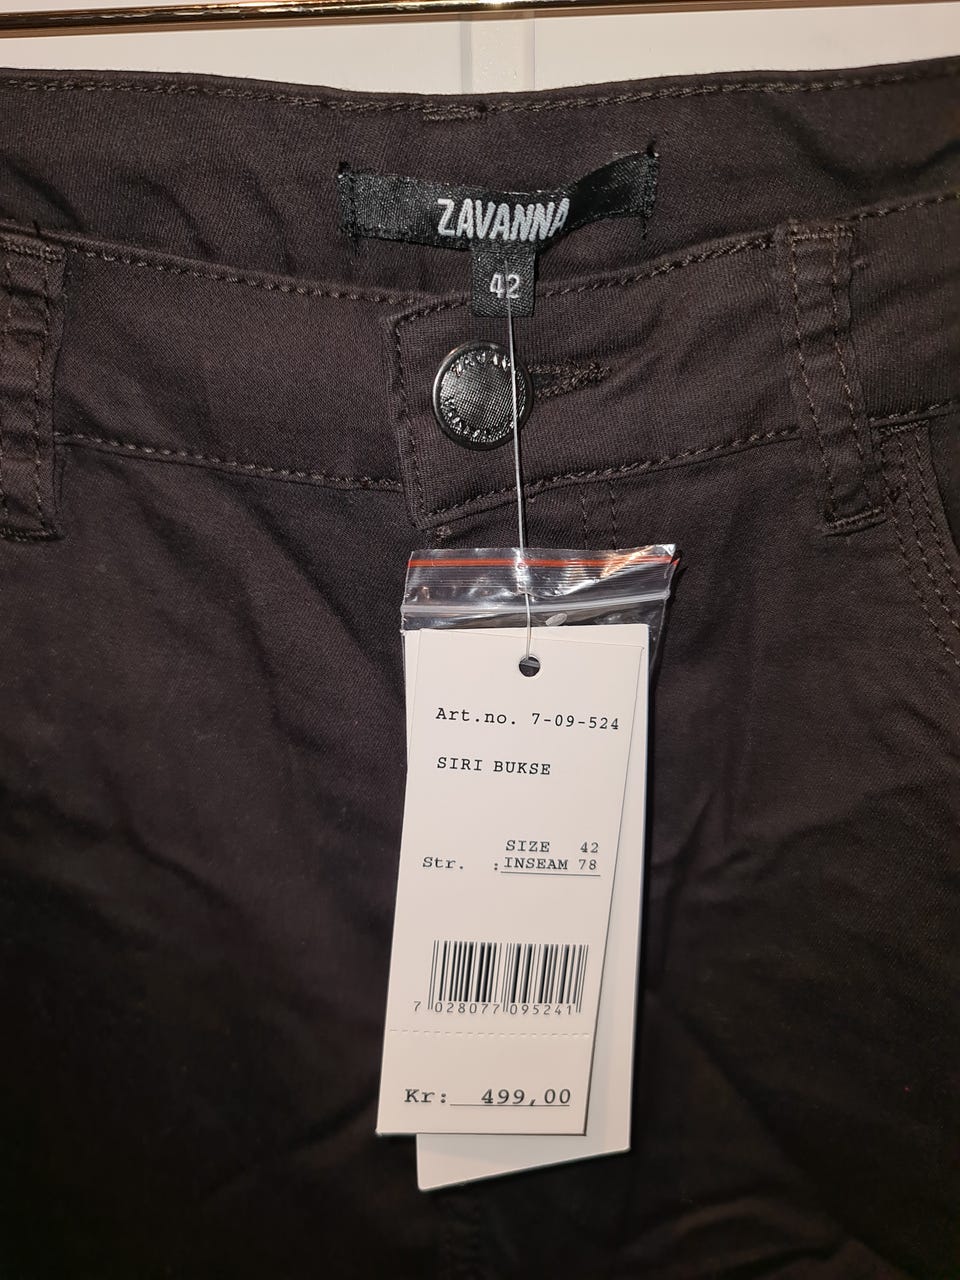 ZAVANNA
42
Art.no. 7-09-524
SIRI BUKSE
SIZE 42
Str. :INSEAM 78
7 028077 095241
Kr: 499,00